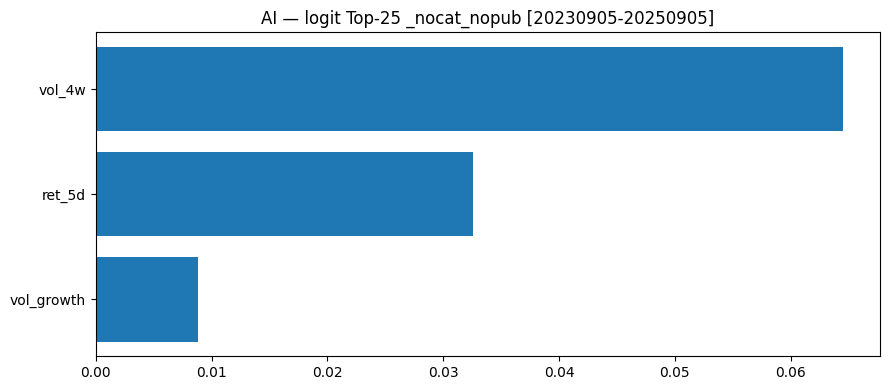 AI — logit Top-25 _nocat_nopub [20230905-20250905]
vol_4w
ret_5d
vol_growth
0.00 0.01 0.02 0.03 0.04 0.05 0.06